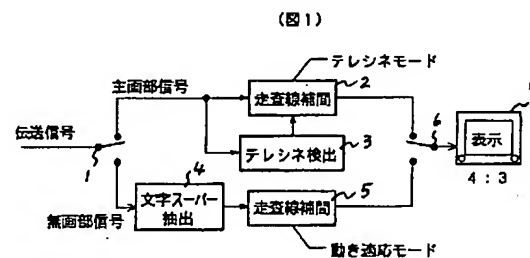 (図1)
テレシネモード
主画部信号
走査線補間
2
伝送信号
1
テレシネ検出
3
6
表示
4:3
4
無画部信号
文字スーパー
抽出
走査線補間
5
動き適応モード